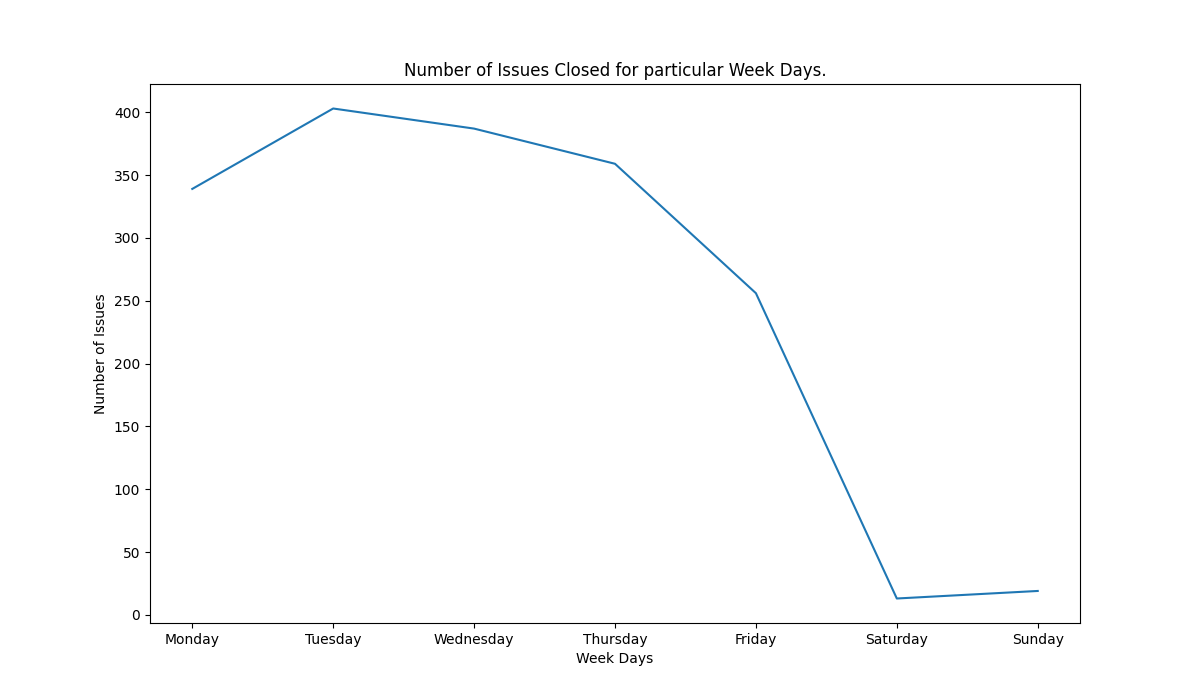 Number of Issues Closed for particular Week Days.
Number of Issues
400
350
300
250
200
150
100
50
0
Monday Tuesday Wednesday Thursday Friday Saturday Sunday
Week Days